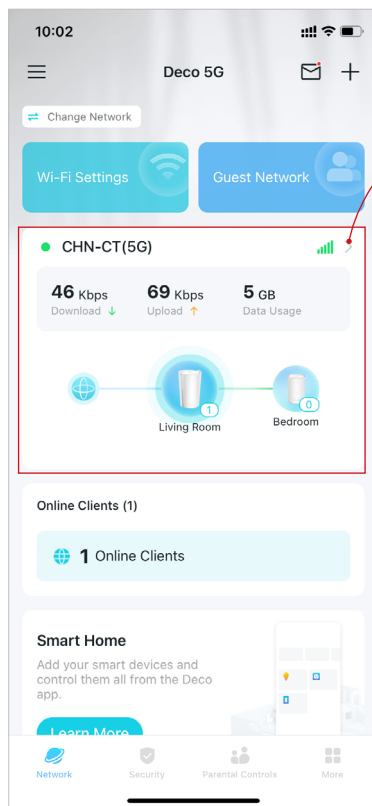 10:02
Deco 5G
Change Network
Wi-Fi Settings
Guest Network
CHN-CT(5G)
46 Kbps
69 Kbps
5 GB
Download ↓
Upload ↑
Data Usage
1
0
Living Room
Bedroom
Online Clients (1)
1 Online Clients
Smart Home
Add your smart devices and
control them all from the Deco
app.
Learn More
Network
Security
Parental Controls
More